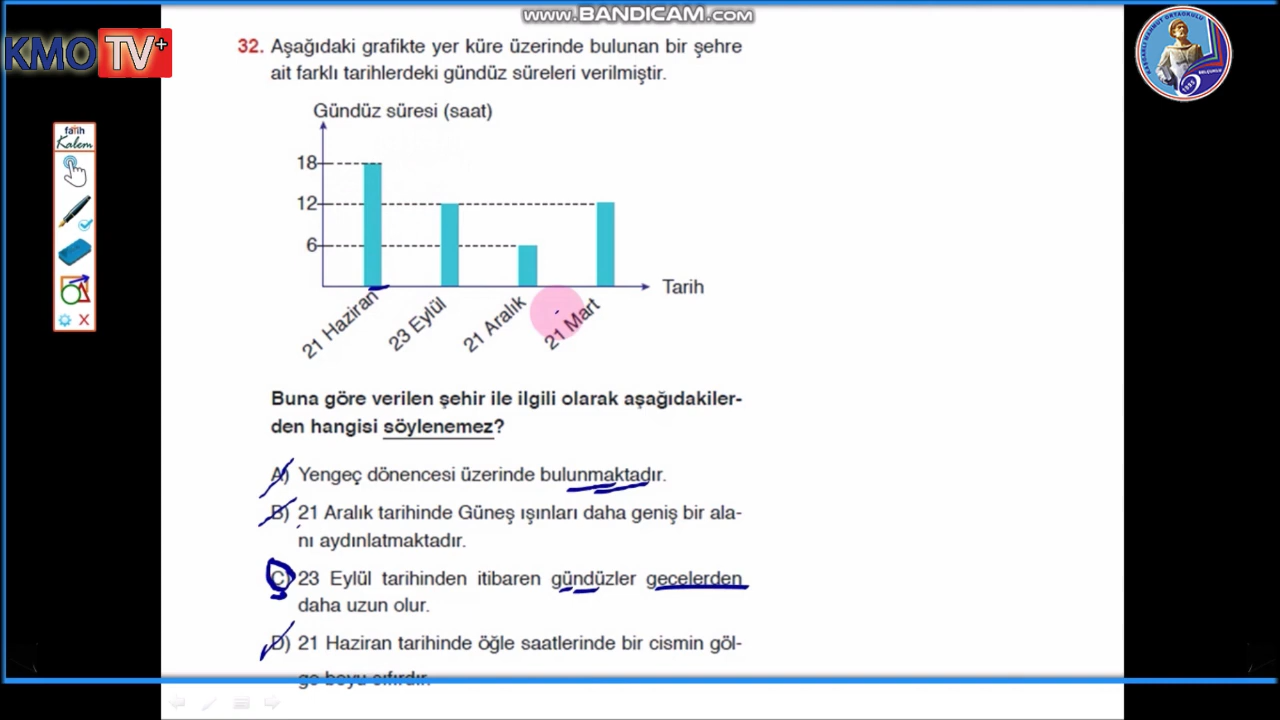 www.BANDICAM.com
KMO TV+
fatih
Kalem
32. Aşağıdaki grafikte yer küre üzerinde bulunan bir şehre
ait farklı tarihlerdeki gündüz süreleri verilmiştir.
Gündüz süresi (saat)
18
12
6
Tarih
21 Haziran
23 Eylül
21 Aralık
21 Mart
Buna göre verilen şehir ile ilgili olarak aşağıdakiler-
den hangisi söylenemez?
A) Yengeç dönencesi üzerinde bulunmaktadır.
B) 21 Aralık tarihinde Güneş ışınları daha geniş bir ala-
nı aydınlatmaktadır.
C) 23 Eylül tarihinden itibaren gündüzler gecelerden
daha uzun olur.
D) 21 Haziran tarihinde öğle saatlerinde bir cismin göl-
ge boyu sıfırdır.